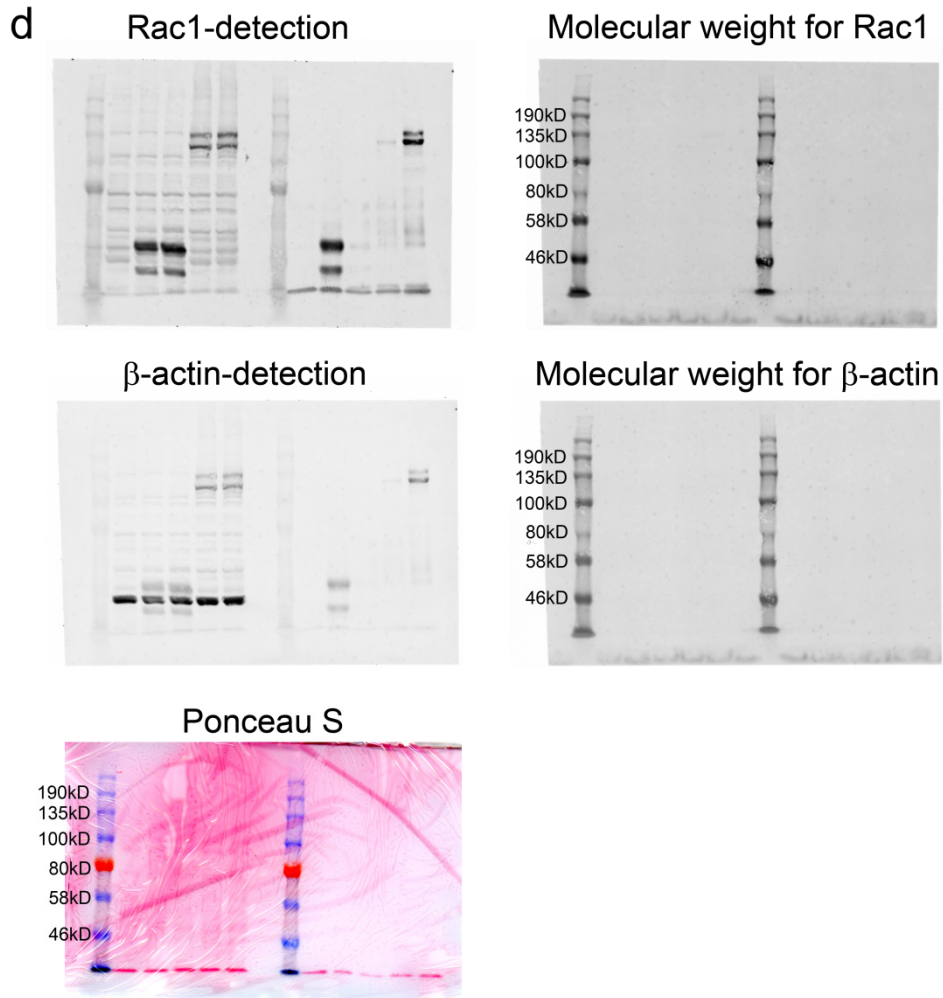 d
Rac1-detection
Molecular weight for Rac1
190kD
135kD
100kD
80kD
58kD
46kD
β-actin-detection
Molecular weight for β-actin
190kD
135kD
100kD
80kD
58kD
46kD
Ponceau S
190kD
135kD
100kD
80kD
58kD
46kD